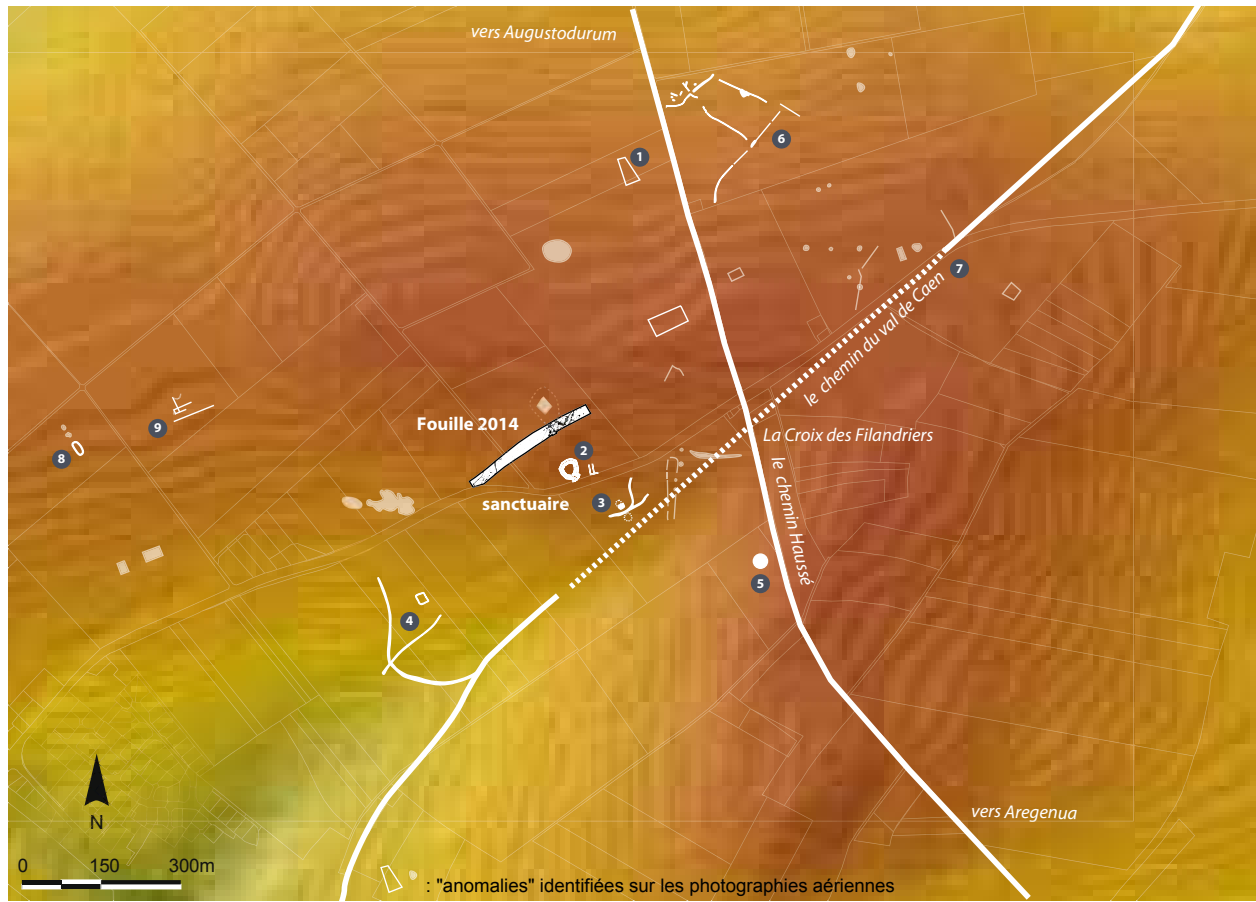 vers Augustodurum
6
1
7
le chemin du val de Caen
9
Fouille 2014
8
2
La Croix des Filandriers
sanctuaire
3
le chemin Haussé
5
4
vers Aregenua
N
0 150 300m
: "anomalies" identifiées sur les photographies aériennes